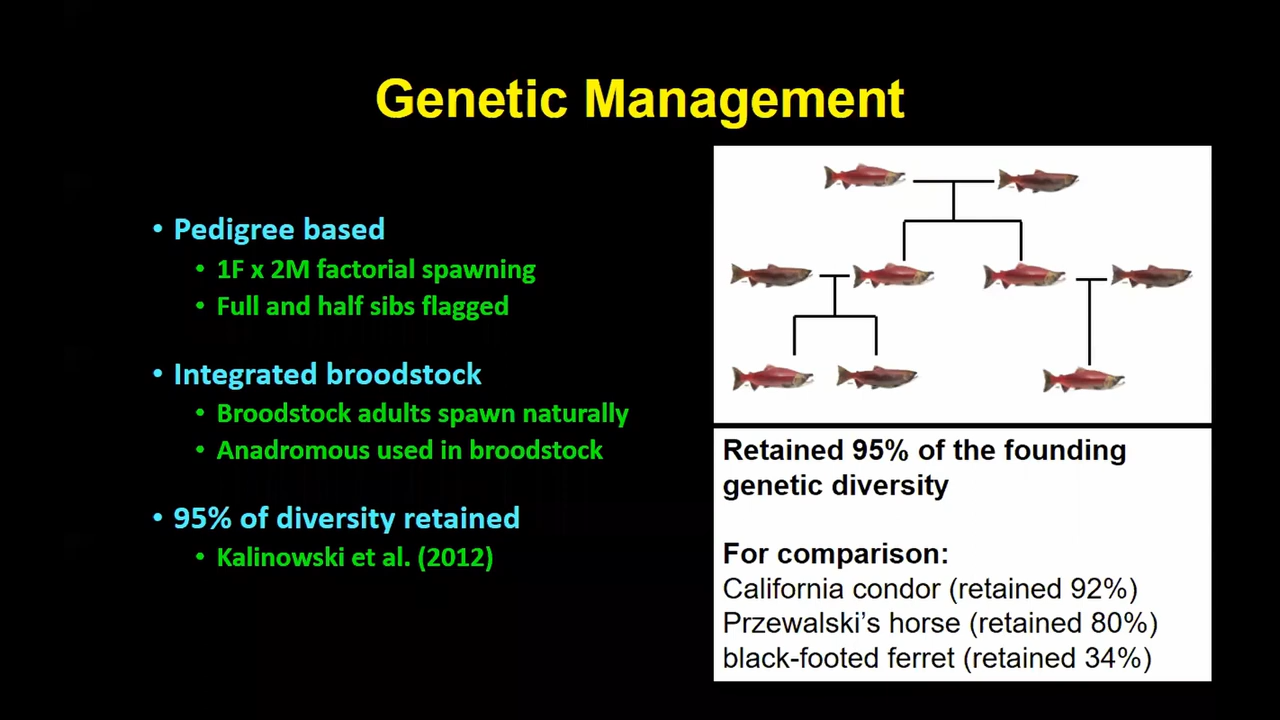 Genetic Management
• Pedigree based
• 1F x 2M factorial spawning
• Full and half sibs flagged
• Integrated broodstock
• Broodstock adults spawn naturally
• Anadromous used in broodstock
• 95% of diversity retained
• Kalinowski et al. (2012)
Retained 95% of the founding
genetic diversity
For comparison:
California condor (retained 92%)
Przewalski's horse (retained 80%)
black-footed ferret (retained 34%)